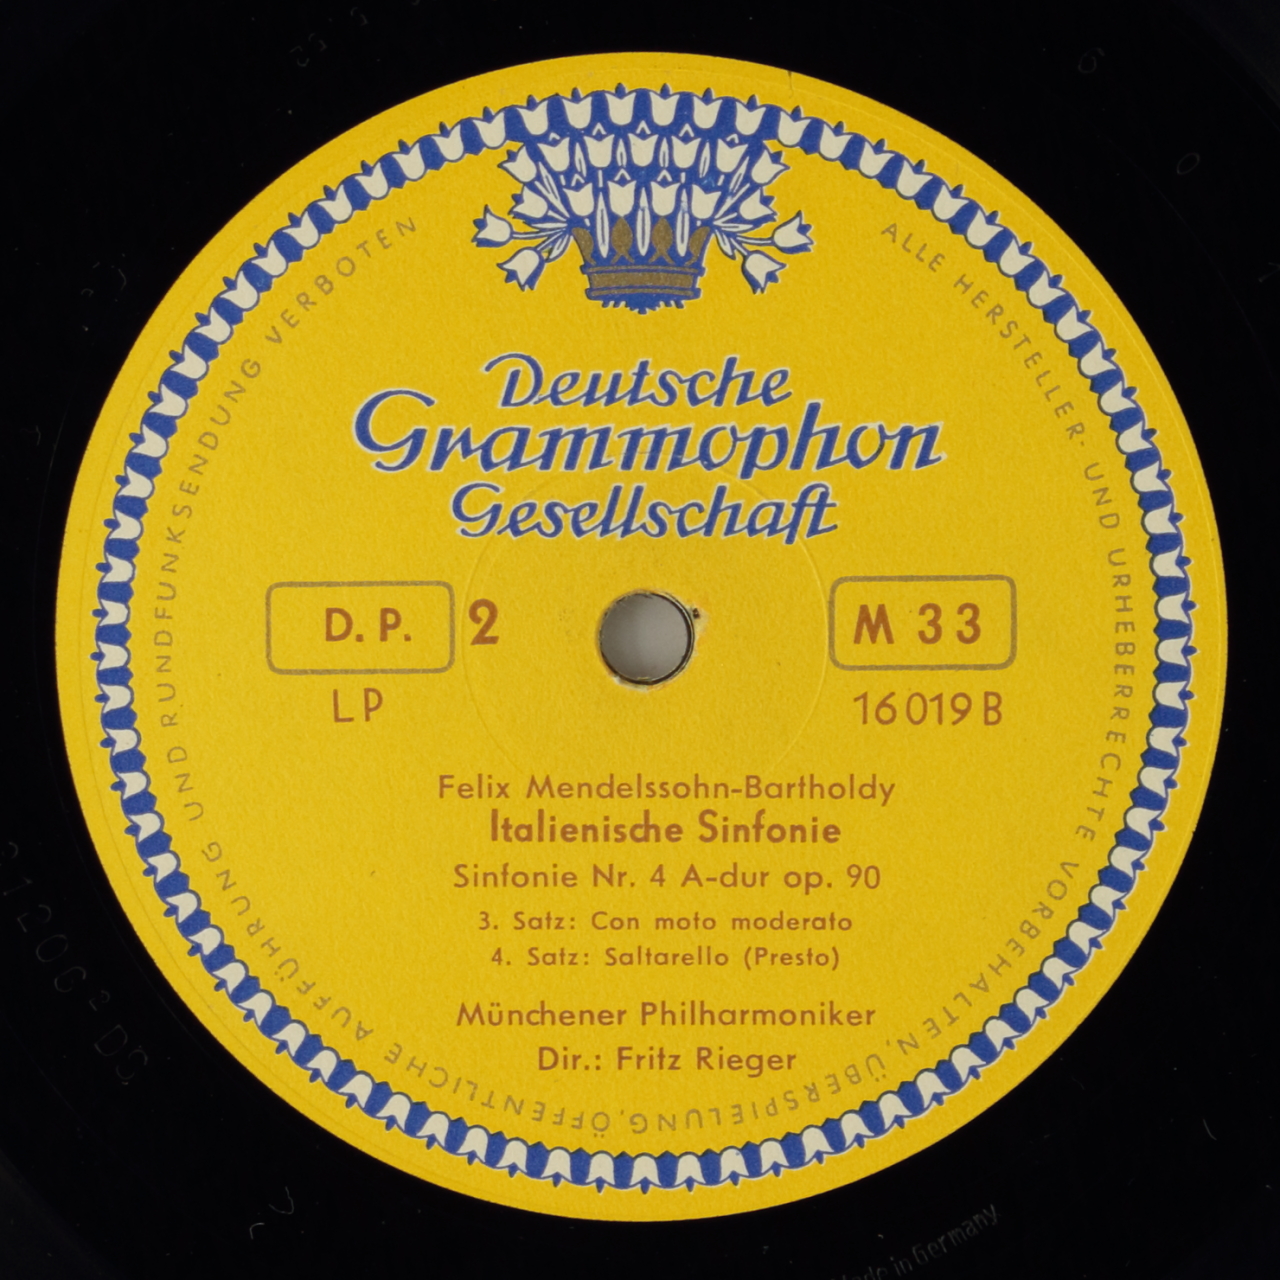 ALLE HERSTELLER- UND URHEBERRECHTE VORBEHALTEN, ÜBERSPIELUNG, ÖFFENTLICHE AUFFÜHRUNG UND RUNDFUNKSENDUNG VERBOTEN
Deutsche
Grammophon
Gesellschaft
D. P. 2
M 33
LP
16 019 B
Felix Mendelssohn-Bartholdy
Italienische Sinfonie
Sinfonie Nr. 4 A-dur op. 90
3. Satz: Con moto moderato
4. Satz: Saltarello (Presto)
Münchener Philharmoniker
Dir.: Fritz Rieger
Made in Germany